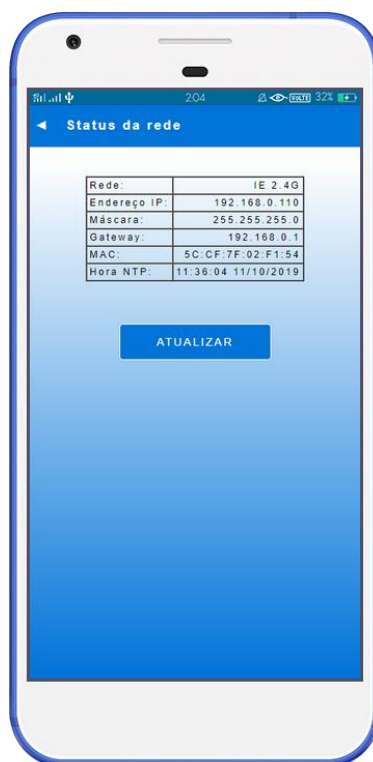 2:04 VoLTE 32%
Status da rede
Rede: IE 2.4G
Endereço IP: 192.168.0.110
Máscara: 255.255.255.0
Gateway: 192.168.0.1
MAC: 5C:CF:7F:02:F1:54
Hora NTP: 11:36:04 11/10/2019
ATUALIZAR